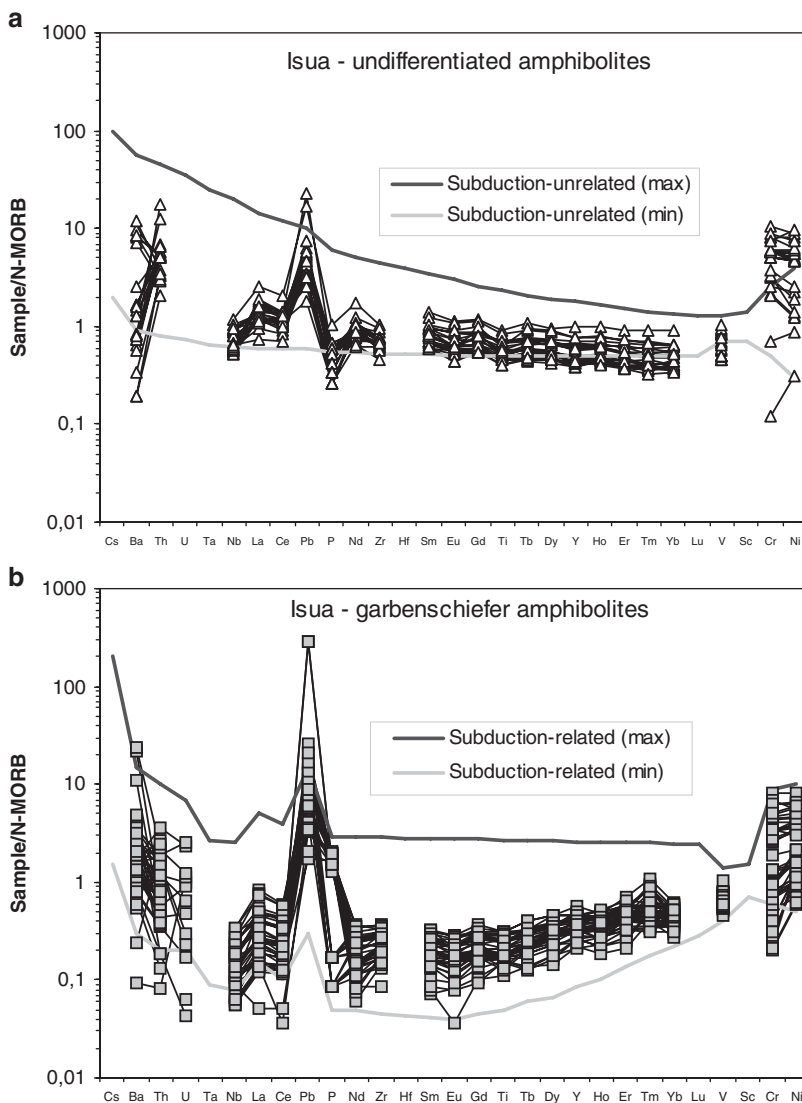 a
Isua - undifferentiated amphibolites
1000
100
10
1
0,1
0,01
Sample/N-MORB
Subduction-unrelated (max)
Subduction-unrelated (min)
Cs Ba Th U Ta Nb La Ce Pb P Nd Zr Hf Sm Eu Gd Ti Tb Dy Y Ho Er Tm Yb Lu V Sc Cr Ni
b
Isua - garbenschiefer amphibolites
1000
100
10
1
0,1
0,01
Sample/N-MORB
Subduction-related (max)
Subduction-related (min)
Cs Ba Th U Ta Nb La Ce Pb P Nd Zr Hf Sm Eu Gd Ti Tb Dy Y Ho Er Tm Yb Lu V Sc Cr Ni